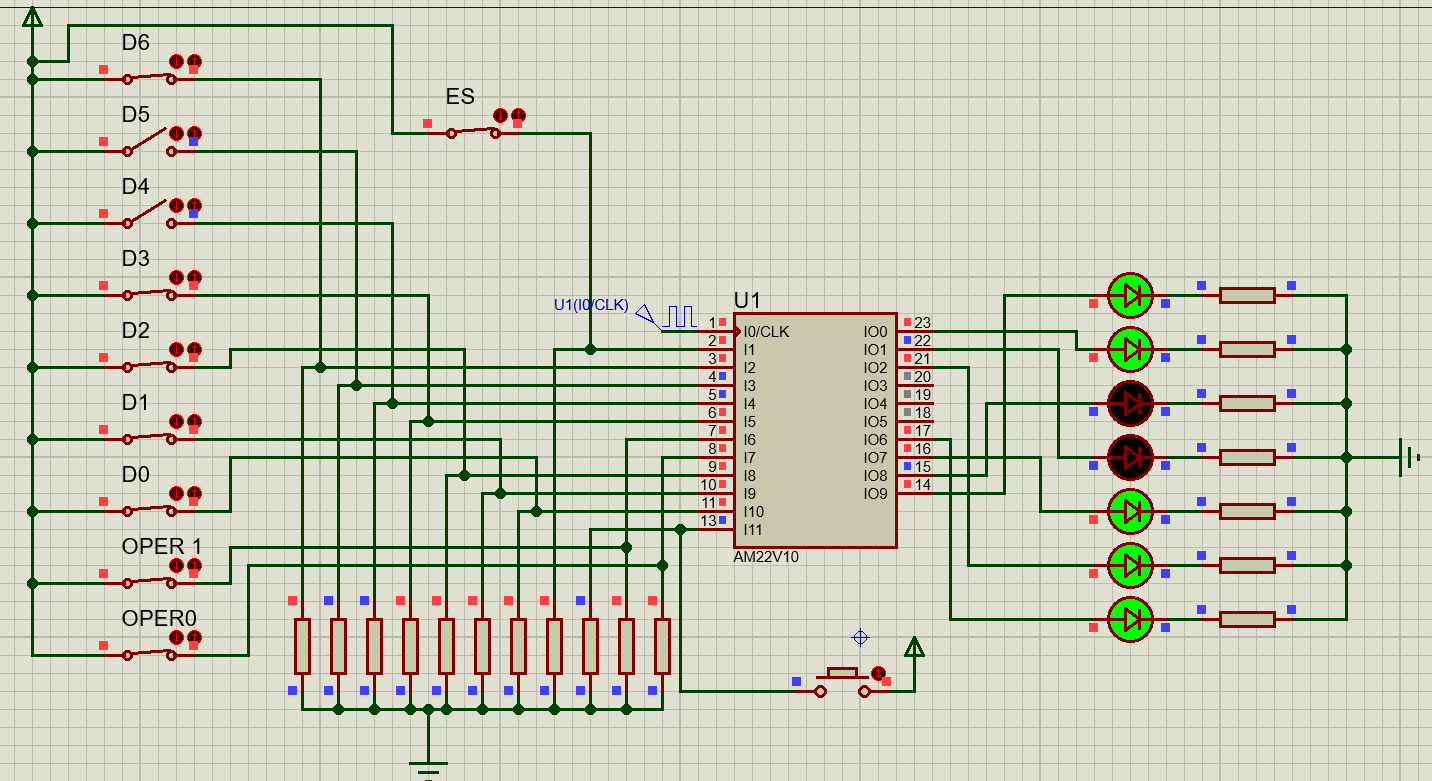 D6
D5
D4
D3
D2
D1
D0
OPER 1
OPER0
ES
U1(I0/CLK)
U1
1 I0/CLK IO0 23
2 I1 IO1 22
3 I2 IO2 21
4 I3 IO3 20
5 I4 IO4 19
6 I5 IO5 18
7 I6 IO6 17
8 I7 IO7 16
9 I8 IO8 15
10 I9 IO9 14
11 I10
13 I11
AM22V10